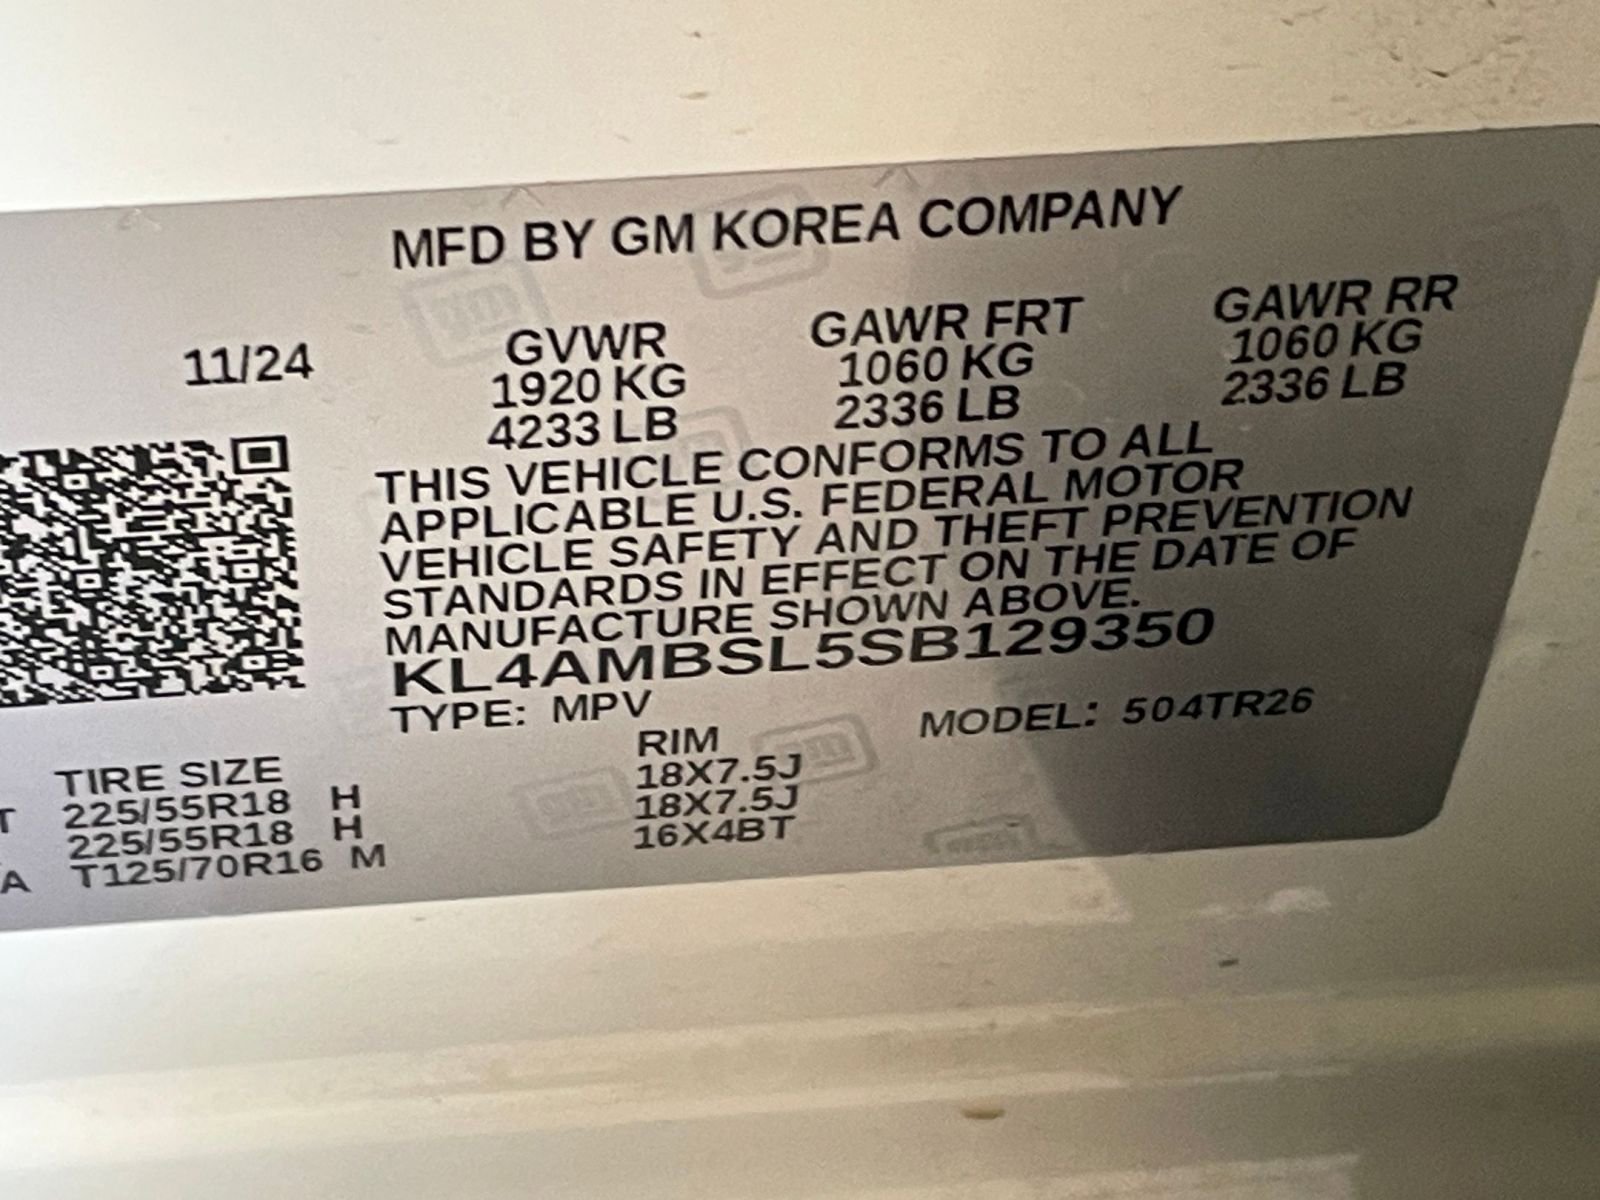 MFD BY GM KOREA COMPANY
11/24 GVWR GAWR FRT GAWR RR
1920 KG 1060 KG 1060 KG
4233 LB 2336 LB 2336 LB
THIS VEHICLE CONFORMS TO ALL
APPLICABLE U.S. FEDERAL MOTOR
VEHICLE SAFETY AND THEFT PREVENTION
STANDARDS IN EFFECT ON THE DATE OF
MANUFACTURE SHOWN ABOVE.
KL4AMBSL5SB129350
TYPE: MPV MODEL: 504TR26
TIRE SIZE RIM
T 225/55R18 H 18X7.5J
225/55R18 H 18X7.5J
A T125/70R16 M 16X4BT